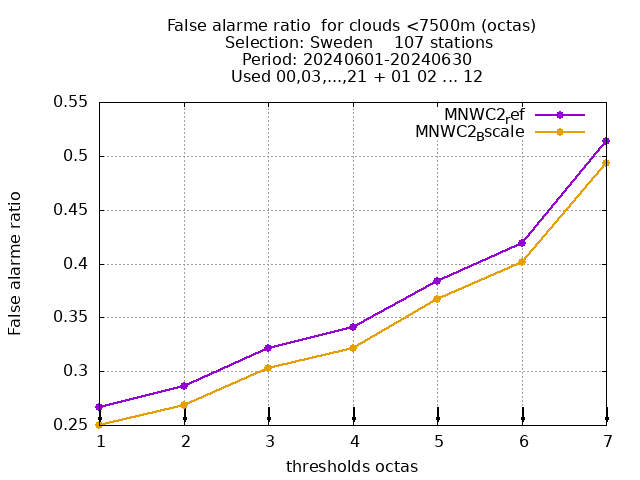 False alarme ratio  for clouds <7500m (octas)
Selection: Sweden    107 stations
Period: 20240601-20240630
Used 00,03,...,21 + 01 02 ... 12
MNWC2ref
MNWC2Bscale
0.55
0.5
0.45
0.4
0.35
0.3
0.25
False alarme ratio
1 2 3 4 5 6 7
thresholds octas